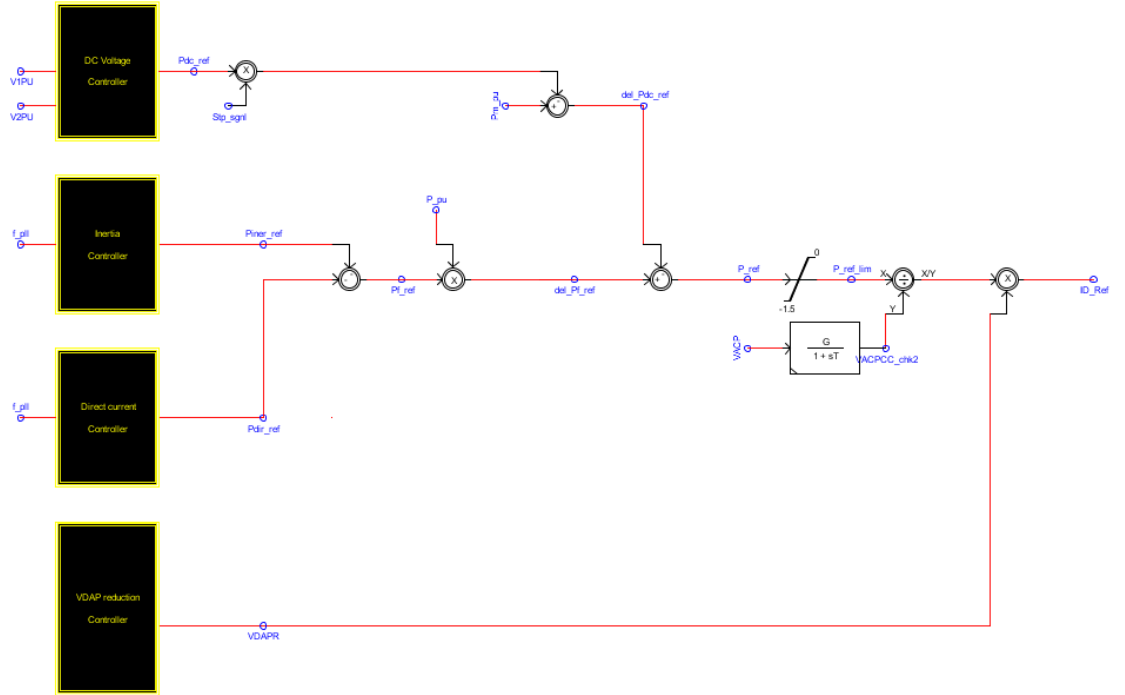 DC Voltage
Controller
V1PU
V2PU
Pdc_ref
X
Stp_sgnl
+
-
del_Pdc_ref
Inertia
Controller
f_pll
Piner_ref
P_pu
Pf_ref
X
del_Pf_ref
+
-
P_ref
0
-1.5
P_ref_lim
X
÷
X/Y
Y
X
ID_Ref
VACP
G
1 + sT
VACPCC_chk2
Direct current
Controller
f_pll
Pdir_ref
VDAP reduction
Controller
VDAPR